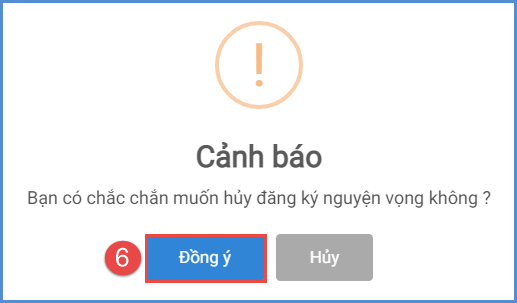 !
Cảnh báo
Bạn có chắc chắn muốn hủy đăng ký nguyện vọng không ?
6 Đồng ý Hủy